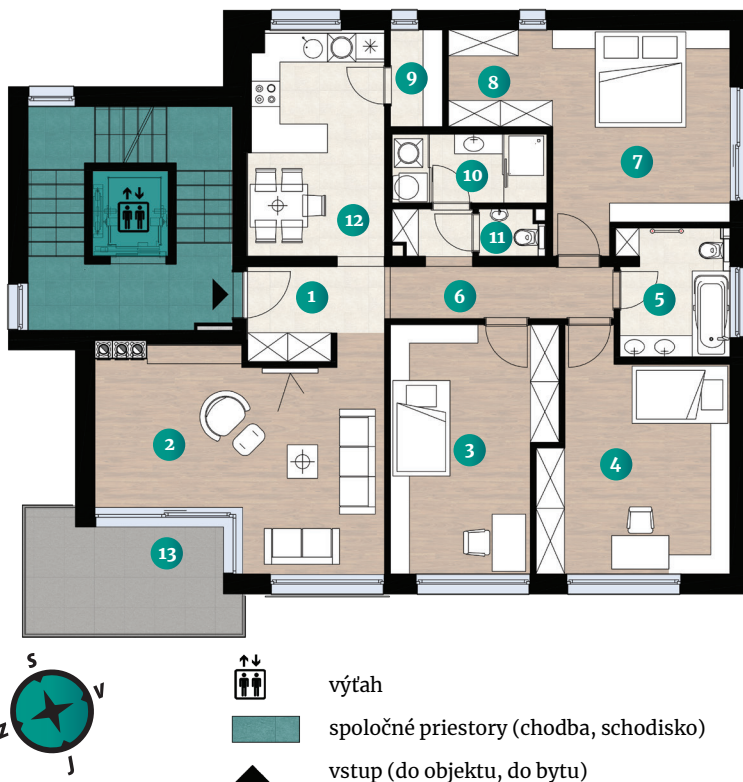 9
8
7
10
12
11
1
6
5
2
3
4
13
S
V
Z
J
výťah
spoločné priestory (chodba, schodisko)
vstup (do objektu, do bytu)